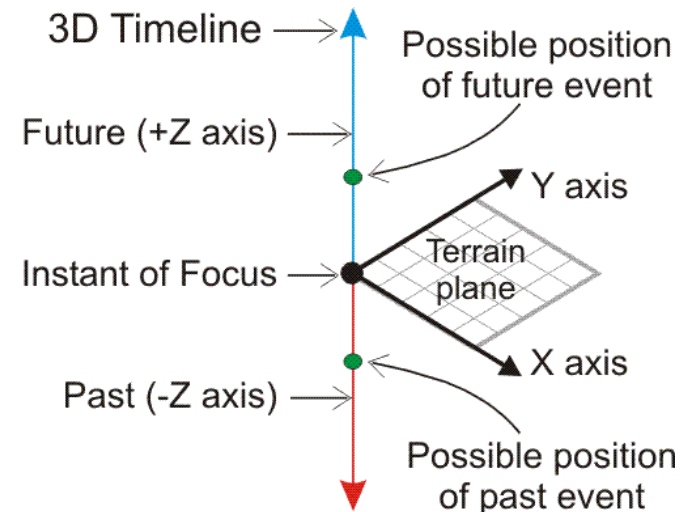 3D Timeline
Possible position
of future event
Future (+Z axis)
Y axis
Terrain
plane
Instant of Focus
X axis
Past (-Z axis)
Possible position
of past event